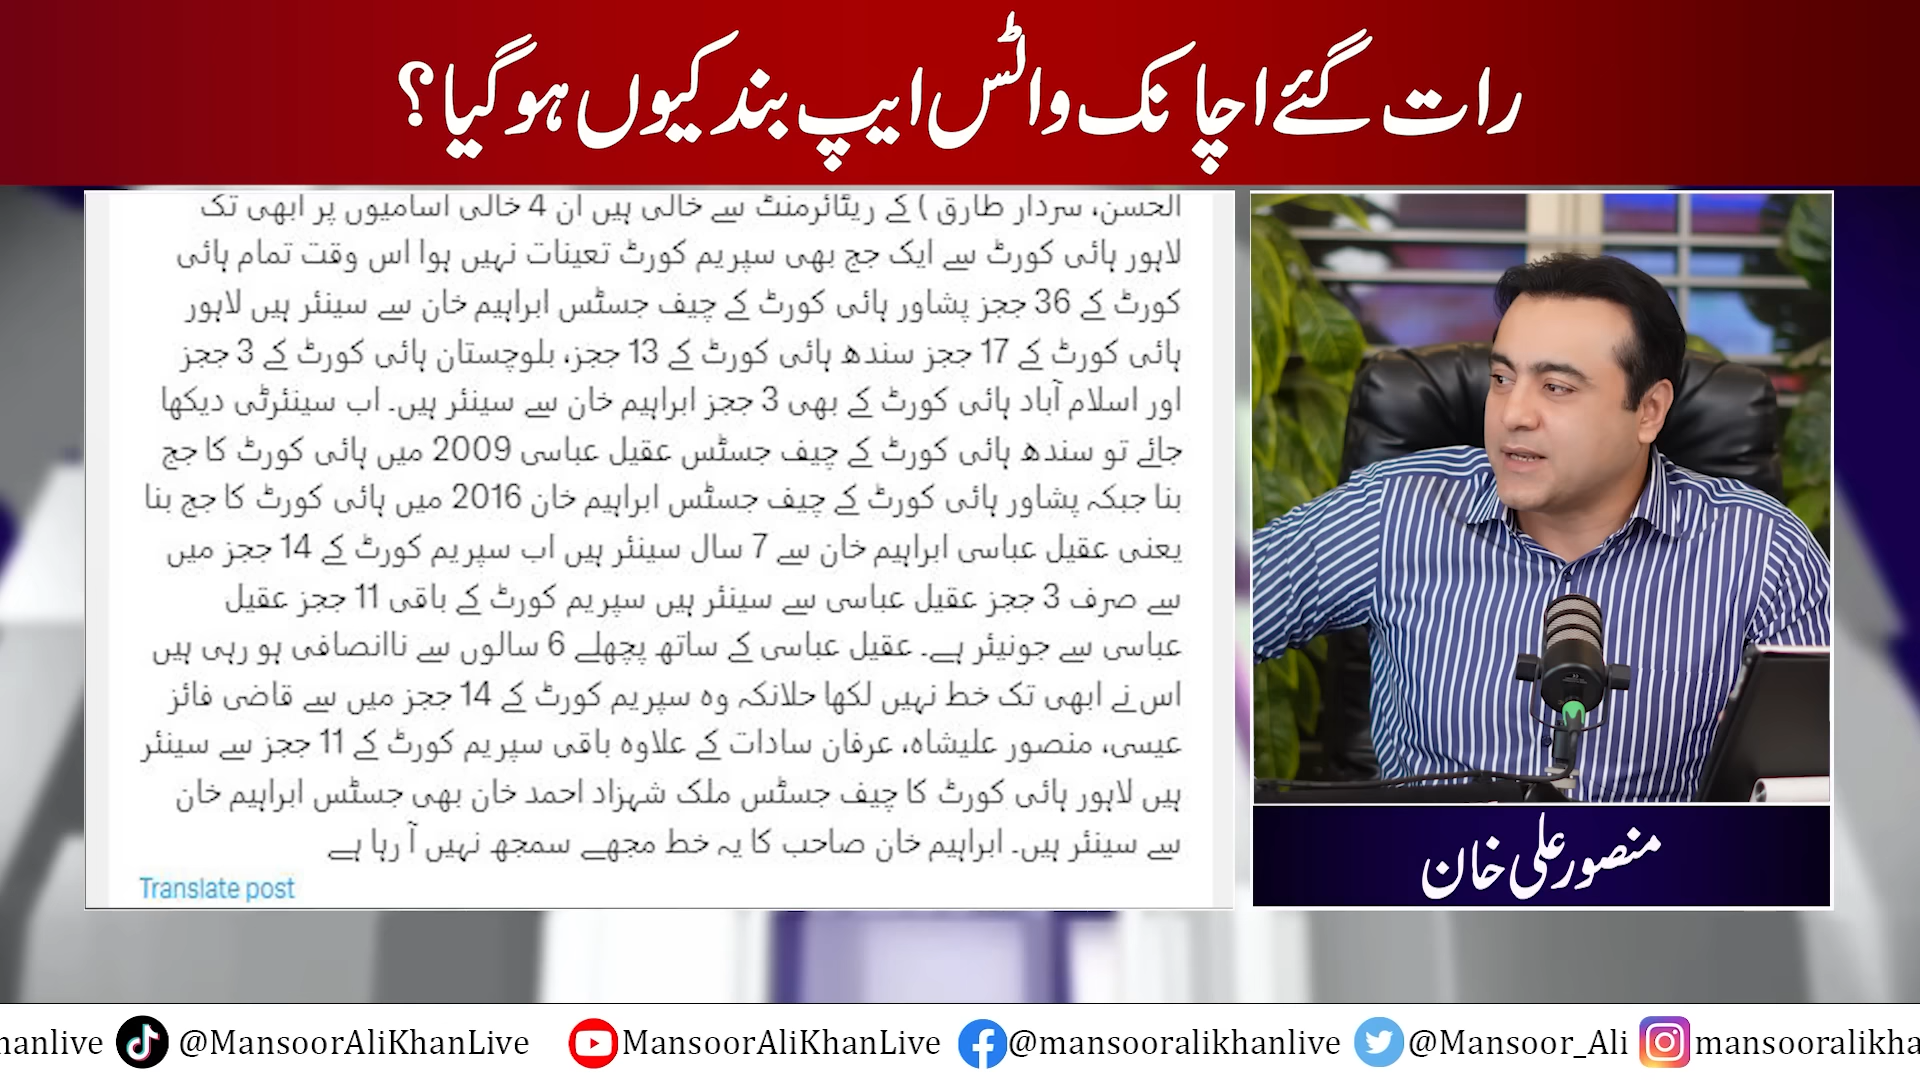 رات گئے اچانک واٹس ایپ بند کیوں ہو گیا؟
الحسن، سردار طارق ) کے ریٹائرمنٹ سے خالی ہیں ان 4 خالی اسامیوں پر ابھی تک
لاہور ہائی کورٹ سے ایک جج بھی سپریم کورٹ تعینات نہیں ہوا اس وقت تمام ہائی
کورٹ کے 36 ججز پشاور ہائی کورٹ کے چیف جسٹس ابراہیم خان سے سینئر ہیں لاہور
ہائی کورٹ کے 17 ججز سندھ ہائی کورٹ کے 13 ججز، بلوچستان ہائی کورٹ کے 3 ججز
اور اسلام آباد ہائی کورٹ کے بھی 3 ججز ابراہیم خان سے سینئر ہیں۔ اب سینئرٹی دیکھا
جائے تو سندھ ہائی کورٹ کے چیف جسٹس عقیل عباسی 2009 میں ہائی کورٹ کا جج
بنا جبکہ پشاور ہائی کورٹ کے چیف جسٹس ابراہیم خان 2016 میں ہائی کورٹ کا جج بنا
یعنی عقیل عباسی ابراہیم خان سے 7 سال سینئر ہیں اب سپریم کورٹ کے 14 ججز میں
سے صرف 3 ججز عقیل عباسی سے سینئر ہیں سپریم کورٹ کے باقی 11 ججز عقیل
عباسی سے جونیئر ہے۔ عقیل عباسی کے ساتھ پچھلے 6 سالوں سے ناانصافی ہو رہی ہیں
اس نے ابھی تک خط نہیں لکھا حلانکہ وہ سپریم کورٹ کے 14 ججز میں سے قاضی فائز
عیسی، منصور علیشاہ، عرفان سادات کے علاوہ باقی سپریم کورٹ کے 11 ججز سے سینئر
ہیں لاہور ہائی کورٹ کا چیف جسٹس ملک شہزاد احمد خان بھی جسٹس ابراہیم خان
سے سینئر ہیں۔ ابراہیم خان صاحب کا یہ خط مجھے سمجھ نہیں آ رہا ہے
Translate post
منصور علی خان
hanlive @MansoorAliKhanLive MansoorAliKhanLive @mansooralikhanlive @Mansoor_Ali mansooralikha